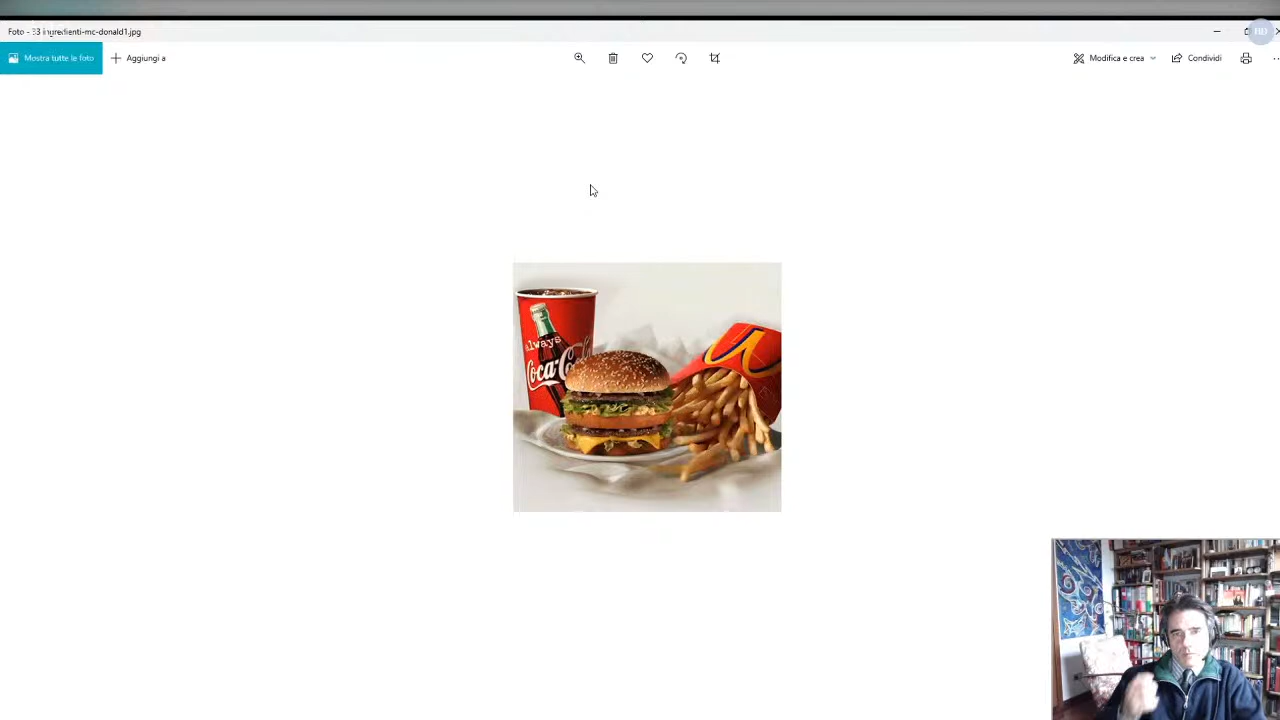 Foto - 33 ingredienti-mc-donald1.jpg
Mostra tutte le foto
Aggiungi a
Modifica e crea
Condividi
always
Coca-Cola